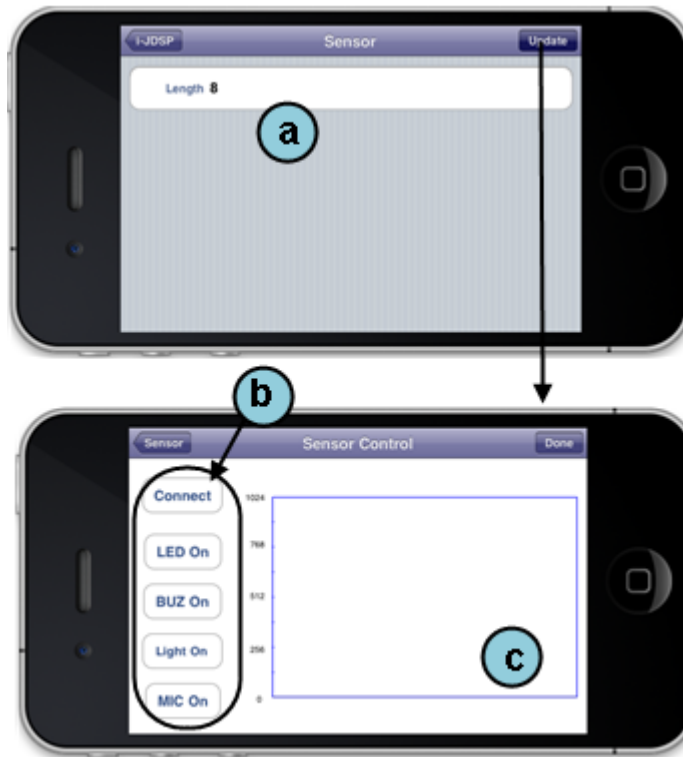 i-JDSP Sensor Update
Length 8
a
b
Sensor Sensor Control Done
Connect
LED On
BUZ On
Light On
MIC On
1024
768
512
256
0
c